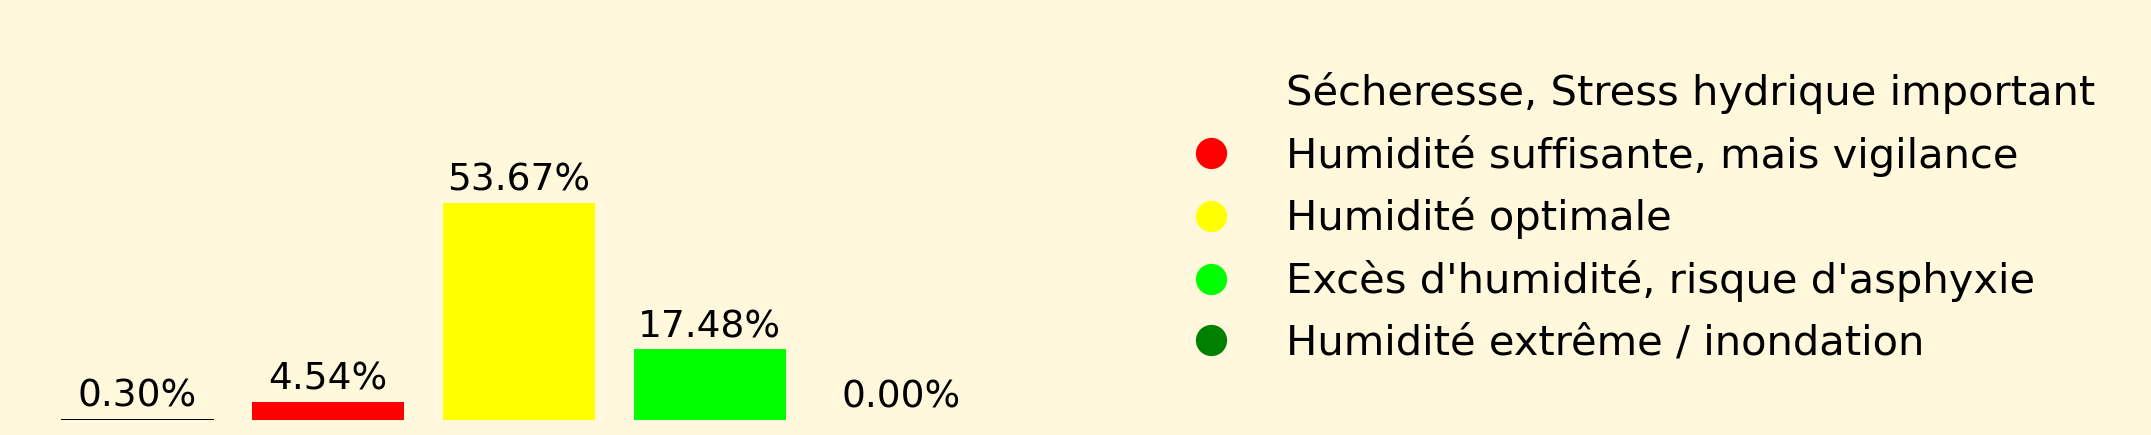 0.30%
4.54%
53.67%
17.48%
0.00%
Sécheresse, Stress hydrique important
Humidité suffisante, mais vigilance
Humidité optimale
Excès d'humidité, risque d'asphyxie
Humidité extrême / inondation